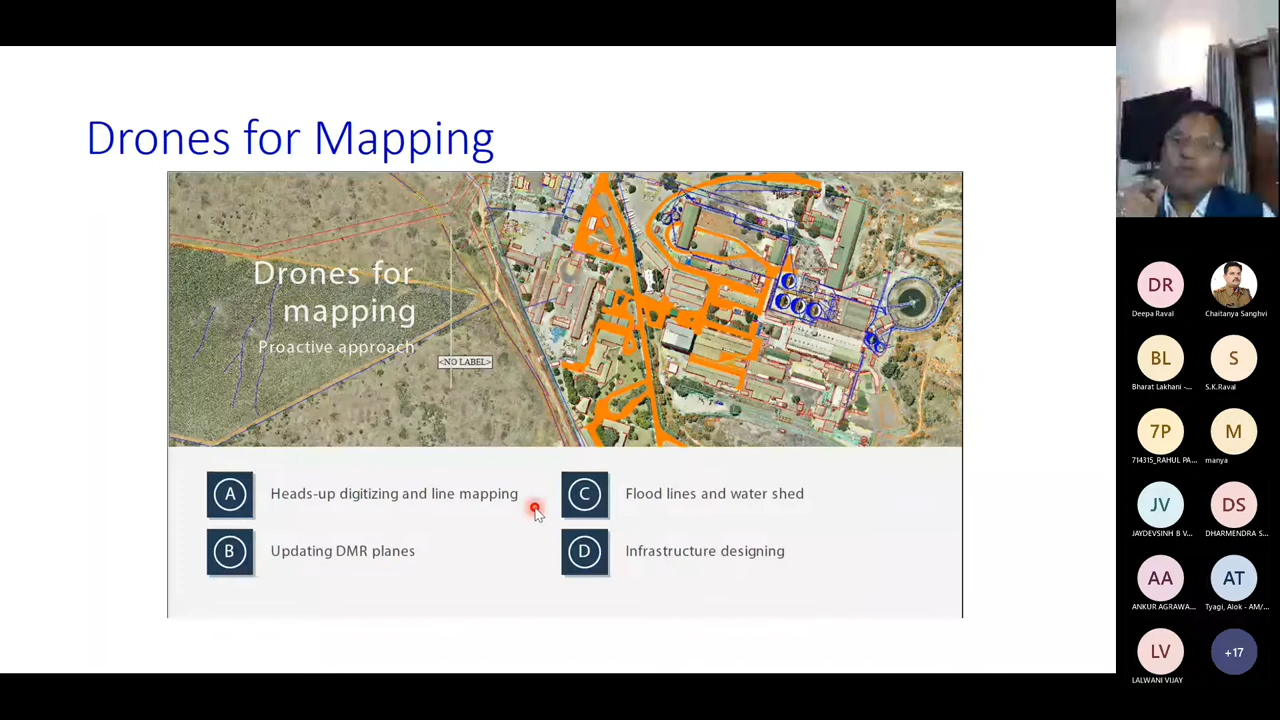 Drones for Mapping
Drones for
mapping
Proactive approach
<NO LABEL>
A Heads-up digitizing and line mapping
B Updating DMR planes
C Flood lines and water shed
D Infrastructure designing
DR
Deepa Raval
Chaitanya Sanghvi
BL
Bharat Lakhani -...
S
S.K.Raval
7P
714315_RAHUL PA...
M
manya
JV
JAYDEVSINH B V...
DS
DHARMENDRA S...
AA
ANKUR AGRAWA...
AT
Tyagi, Alok - AM/...
LV
LALWANI VIJAY
+17